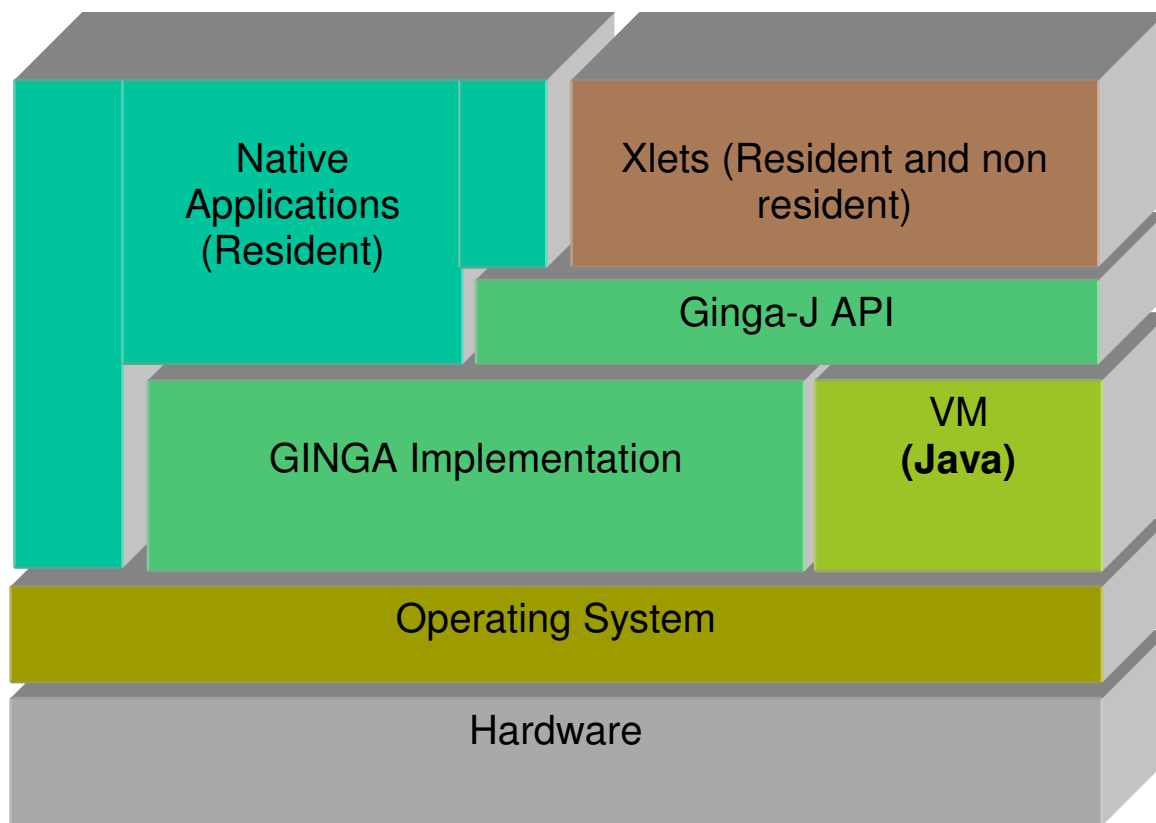 Native
Applications
(Resident)
Xlets (Resident and non
resident)
Ginga-J API
GINGA Implementation
VM
(Java)
Operating System
Hardware